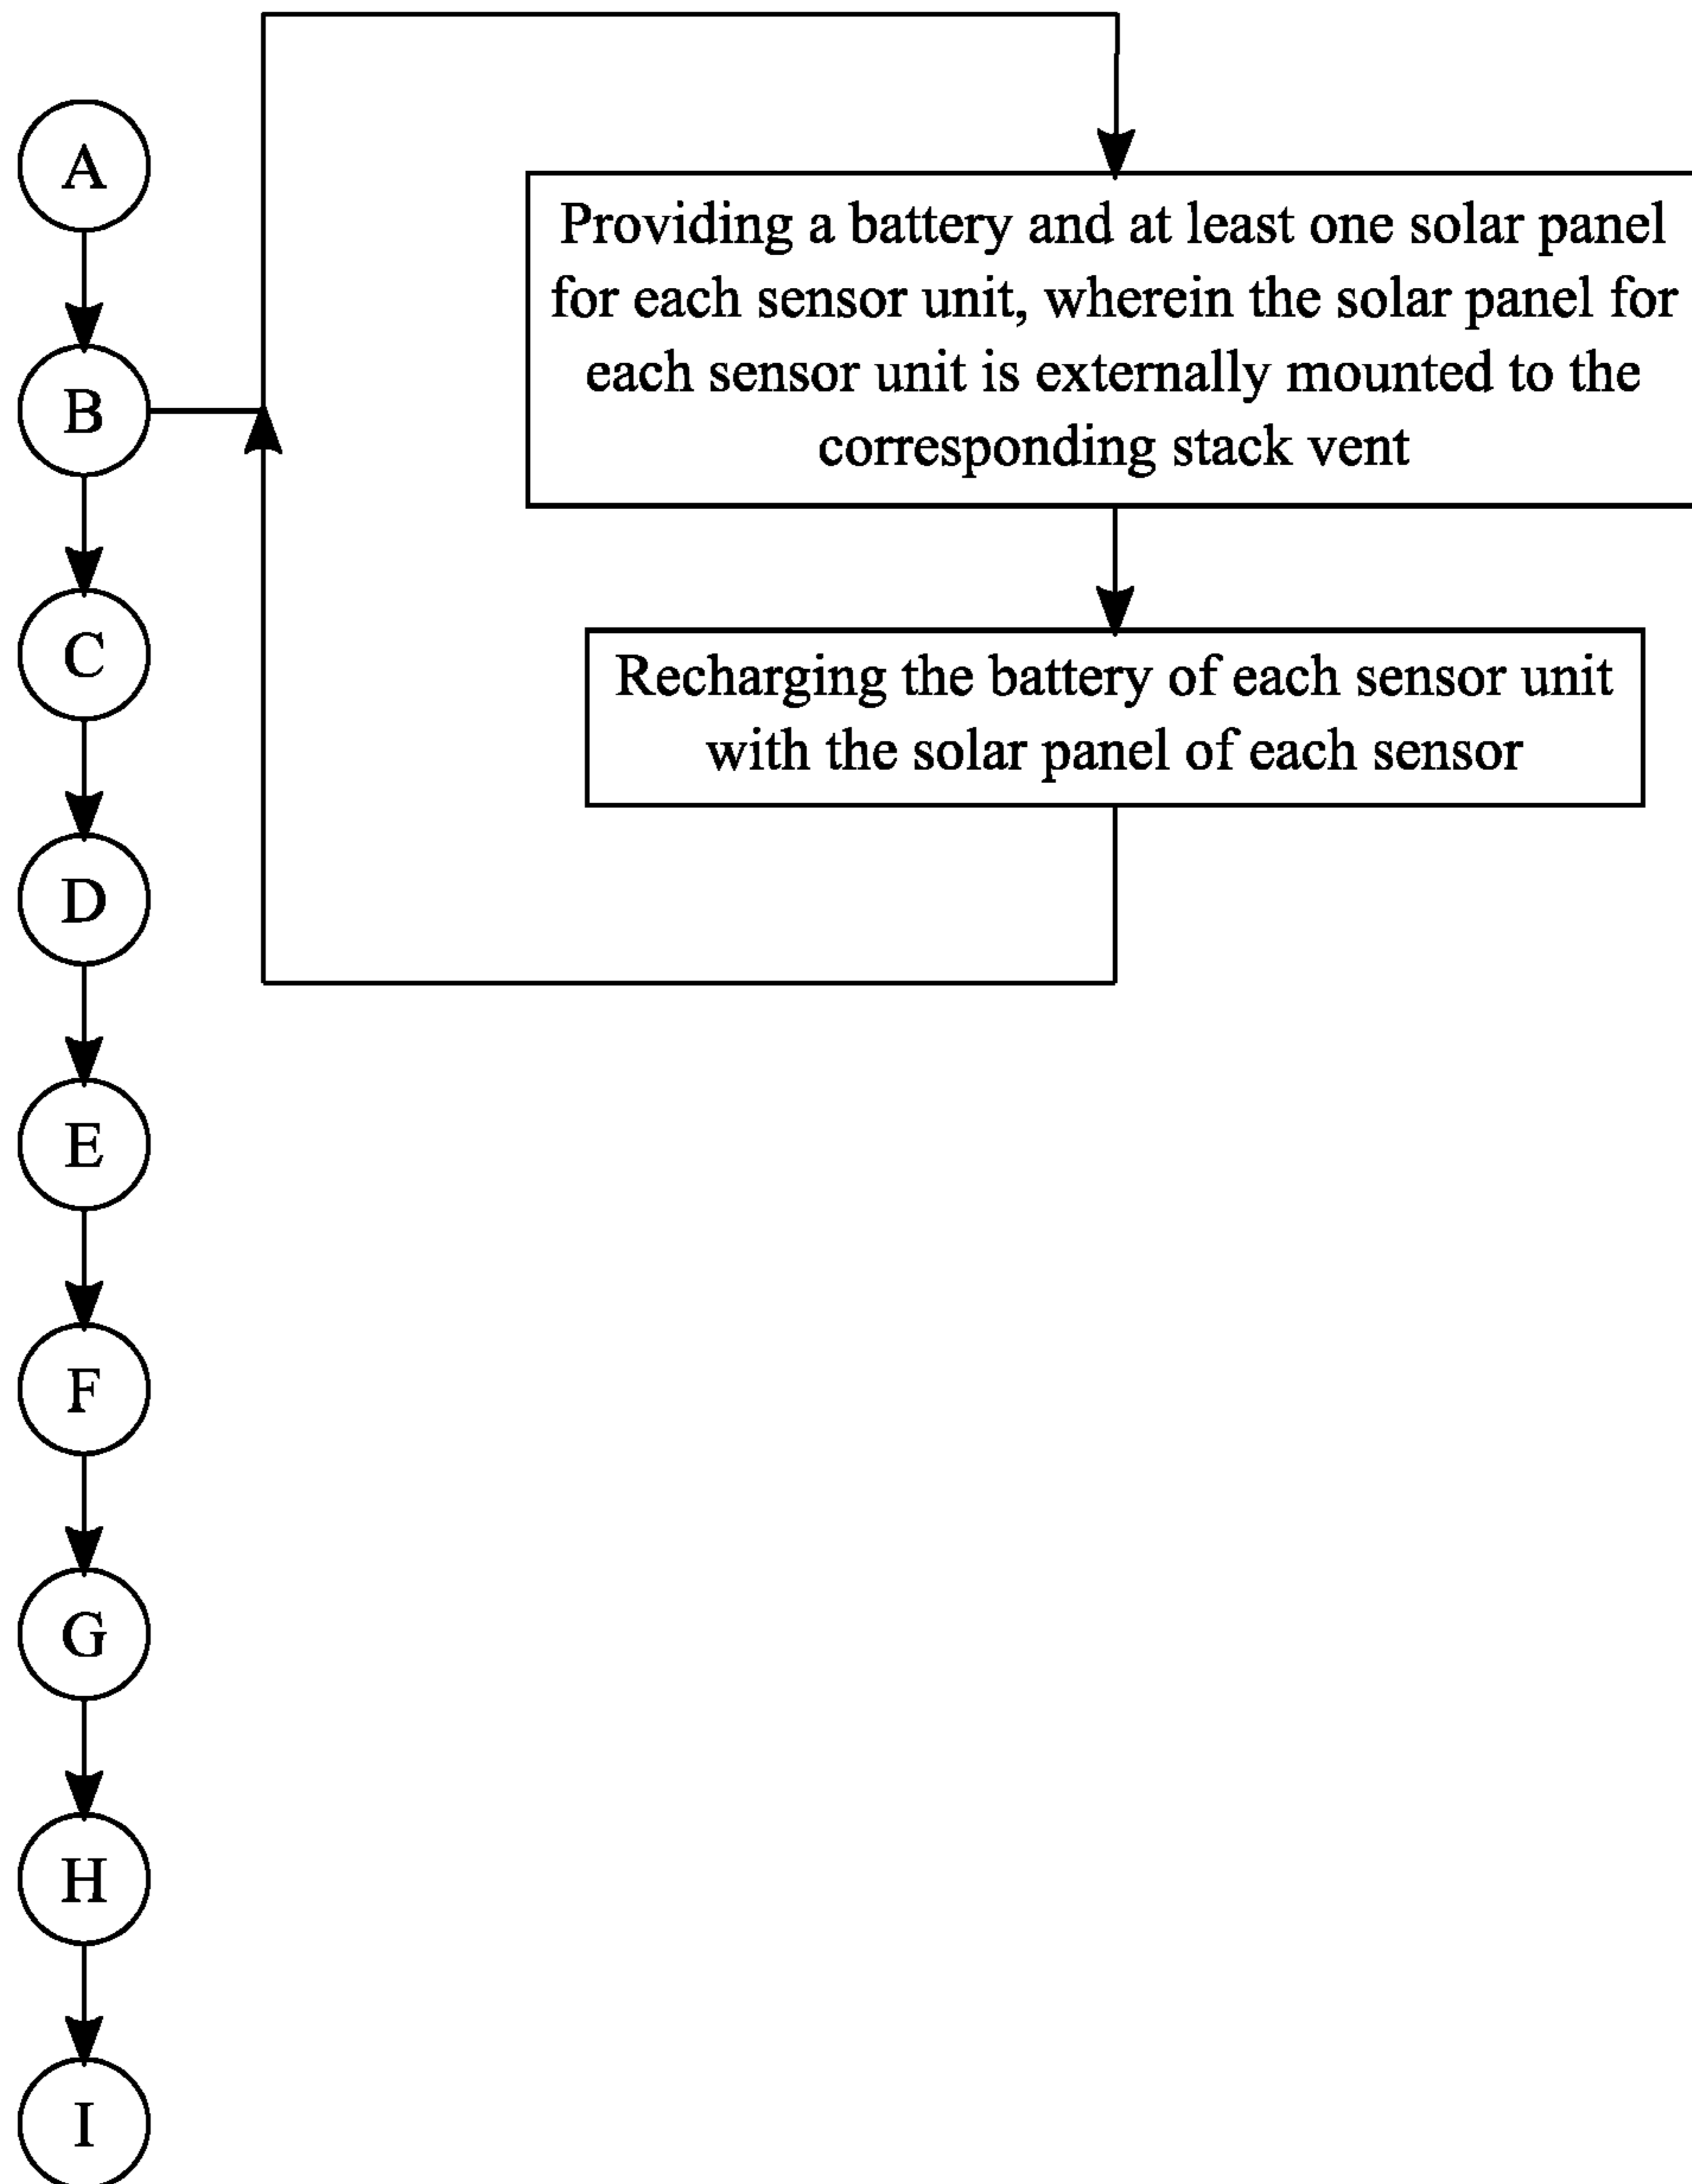 A
B
C
D
E
F
G
H
I
Providing a battery and at least one solar panel
for each sensor unit, wherein the solar panel for
each sensor unit is externally mounted to the
corresponding stack vent
Recharging the battery of each sensor unit
with the solar panel of each sensor